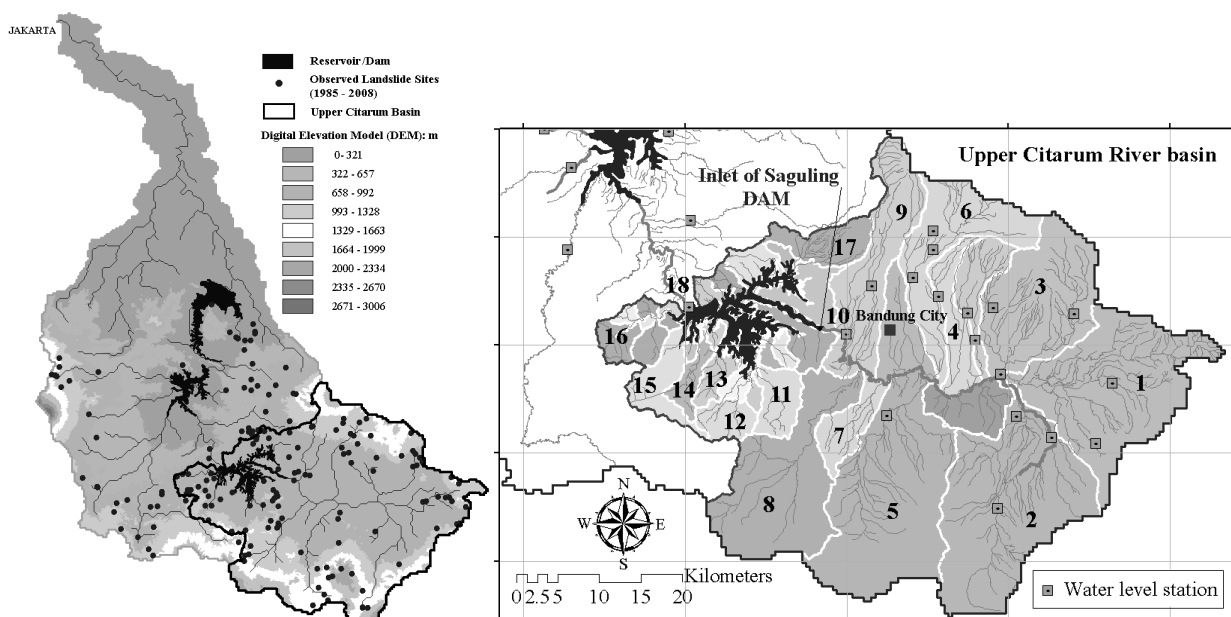 JAKARTA
Reservoir/Dam
Observed Landslide Sites
(1985 - 2008)
Upper Citarum Basin
Digital Elevation Model (DEM): m
0- 321
322 - 657
658 - 992
993 - 1328
1329 - 1663
1664 - 1999
2000 - 2334
2335 - 2670
2671 - 3006
Upper Citarum River basin
Inlet of Saguling
DAM
9
6
17
18
3
10
Bandung City
4
16
1
15
14
13
11
12
7
8
5
2
N
W
E
S
Kilometers
0 2.5 5
10
15
20
Water level station